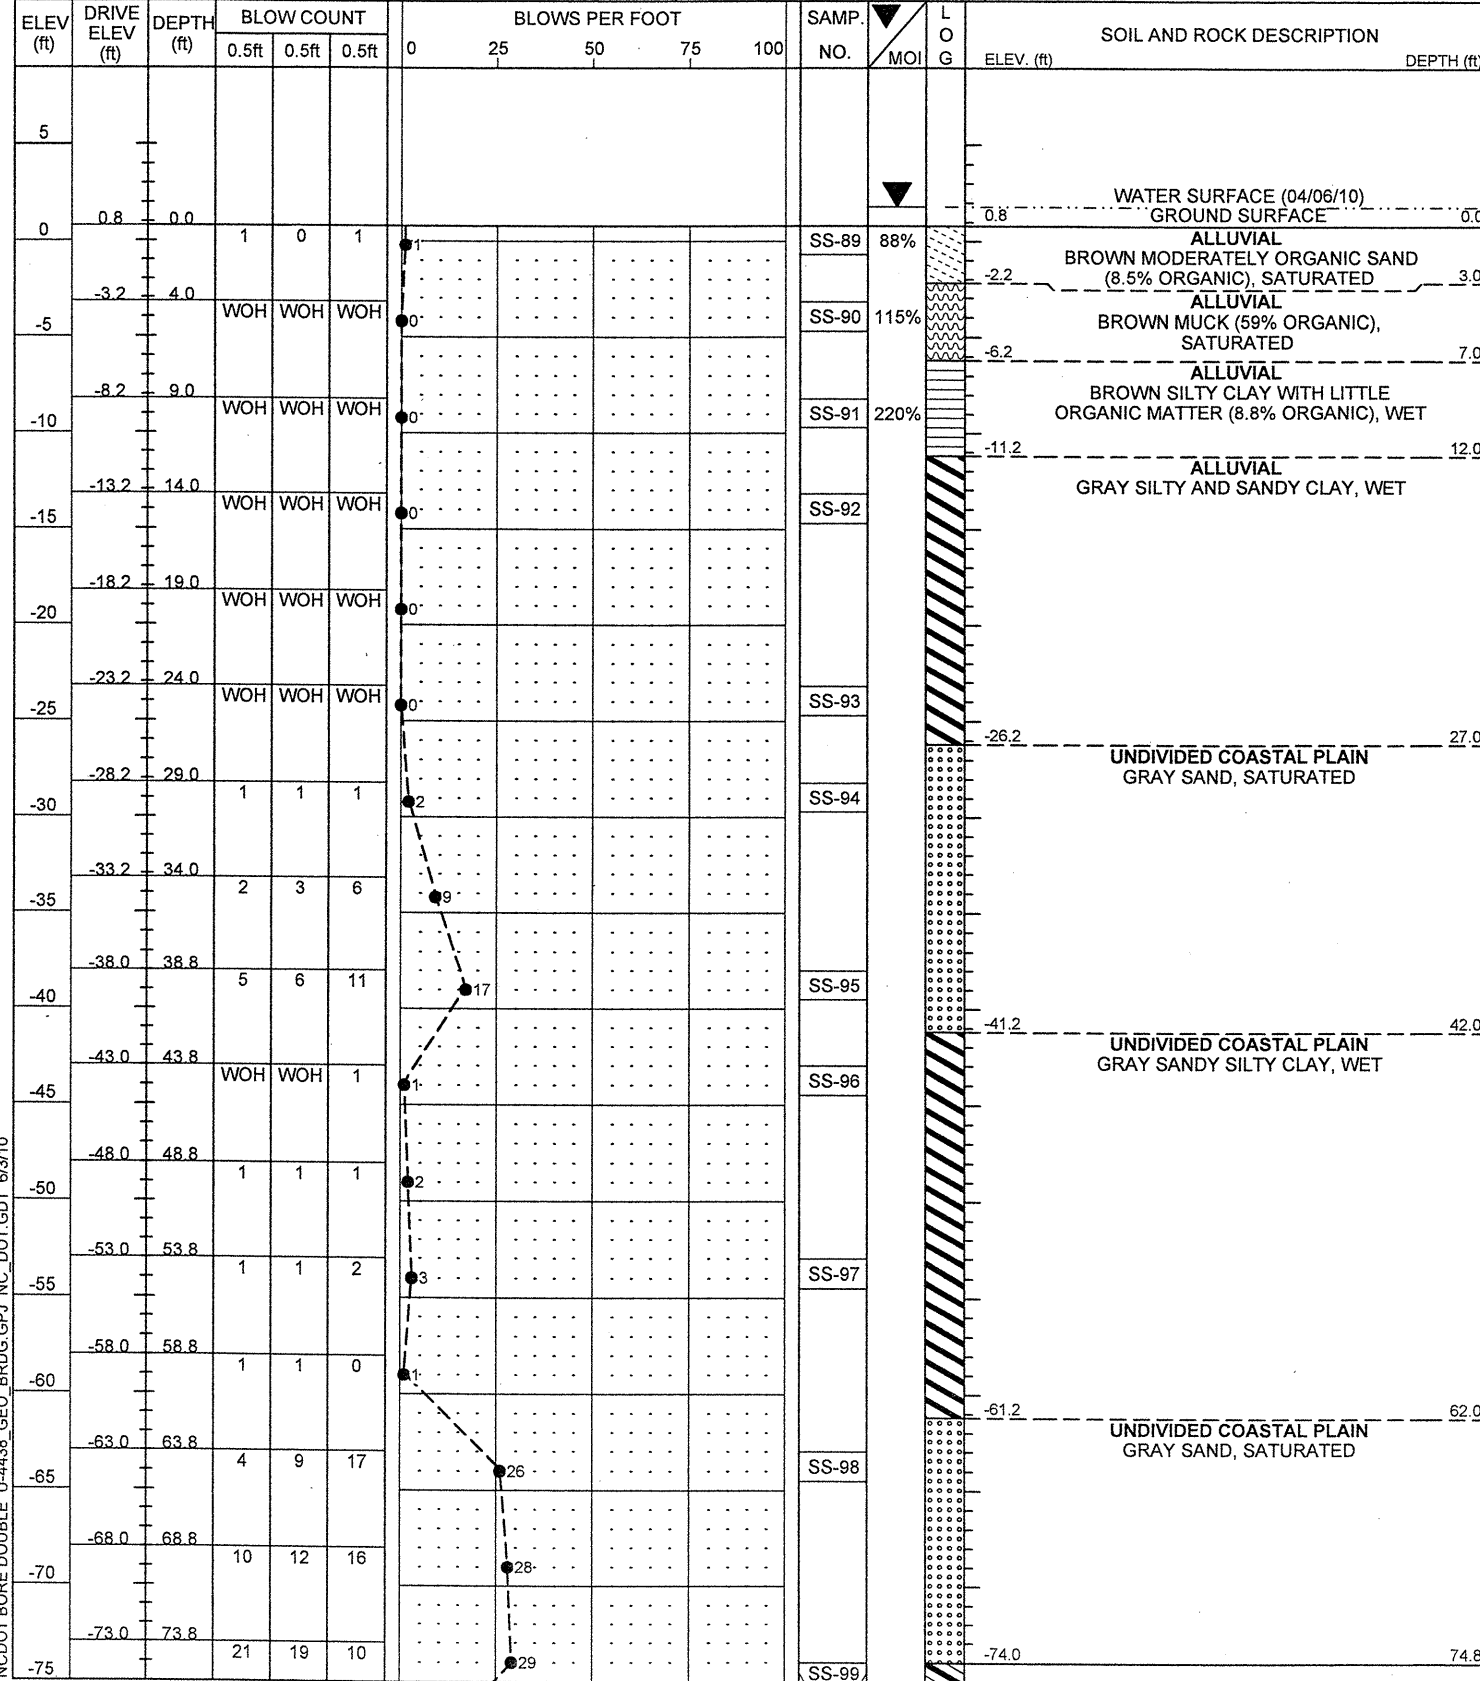 ELEV (ft) DRIVE ELEV (ft) DEPTH (ft) BLOW COUNT BLOWS PER FOOT SAMP. NO. MOI LOG SOIL AND ROCK DESCRIPTION
0.5ft 0.5ft 0.5ft 0 25 50 75 100 ELEV. (ft) DEPTH (ft)
5
WATER SURFACE (04/06/10)
0.8 0.0 0.8 GROUND SURFACE 0.0
0 1 0 1 1 SS-89 88% ALLUVIAL
BROWN MODERATELY ORGANIC SAND
-2.2 (8.5% ORGANIC), SATURATED 3.0
-3.2 4.0 ALLUVIAL
-5 WOH WOH WOH 0 SS-90 115% BROWN MUCK (59% ORGANIC),
SATURATED
-6.2 7.0
ALLUVIAL
-8.2 9.0 BROWN SILTY CLAY WITH LITTLE
-10 WOH WOH WOH 0 SS-91 220% ORGANIC MATTER (8.8% ORGANIC), WET
-11.2 12.0
ALLUVIAL
-13.2 14.0 GRAY SILTY AND SANDY CLAY, WET
-15 WOH WOH WOH 0 SS-92
-18.2 19.0
-20 WOH WOH WOH 0
-23.2 24.0
-25 WOH WOH WOH 0 SS-93
-26.2 27.0
UNDIVIDED COASTAL PLAIN
-28.2 29.0 GRAY SAND, SATURATED
-30 1 1 1 2 SS-94
-33.2 34.0
-35 2 3 6 9
-38.0 38.8
-40 5 6 11 17 SS-95
-41.2 42.0
UNDIVIDED COASTAL PLAIN
-43.0 43.8 GRAY SANDY SILTY CLAY, WET
-45 WOH WOH 1 1 SS-96
-48.0 48.8
-50 1 1 1 2
-53.0 53.8
-55 1 1 2 3 SS-97
-58.0 58.8
-60 1 1 0 1
-61.2 62.0
UNDIVIDED COASTAL PLAIN
-63.0 63.8 GRAY SAND, SATURATED
-65 4 9 17 26 SS-98
-68.0 68.8
-70 10 12 16 28
-73.0 73.8
-75 21 19 10 29 SS-99 -74.0 74.8
NCDOT BORE DOUBLE U-4438_GEO_BRDG.GPJ NC_DOT.GDT 6/3/10